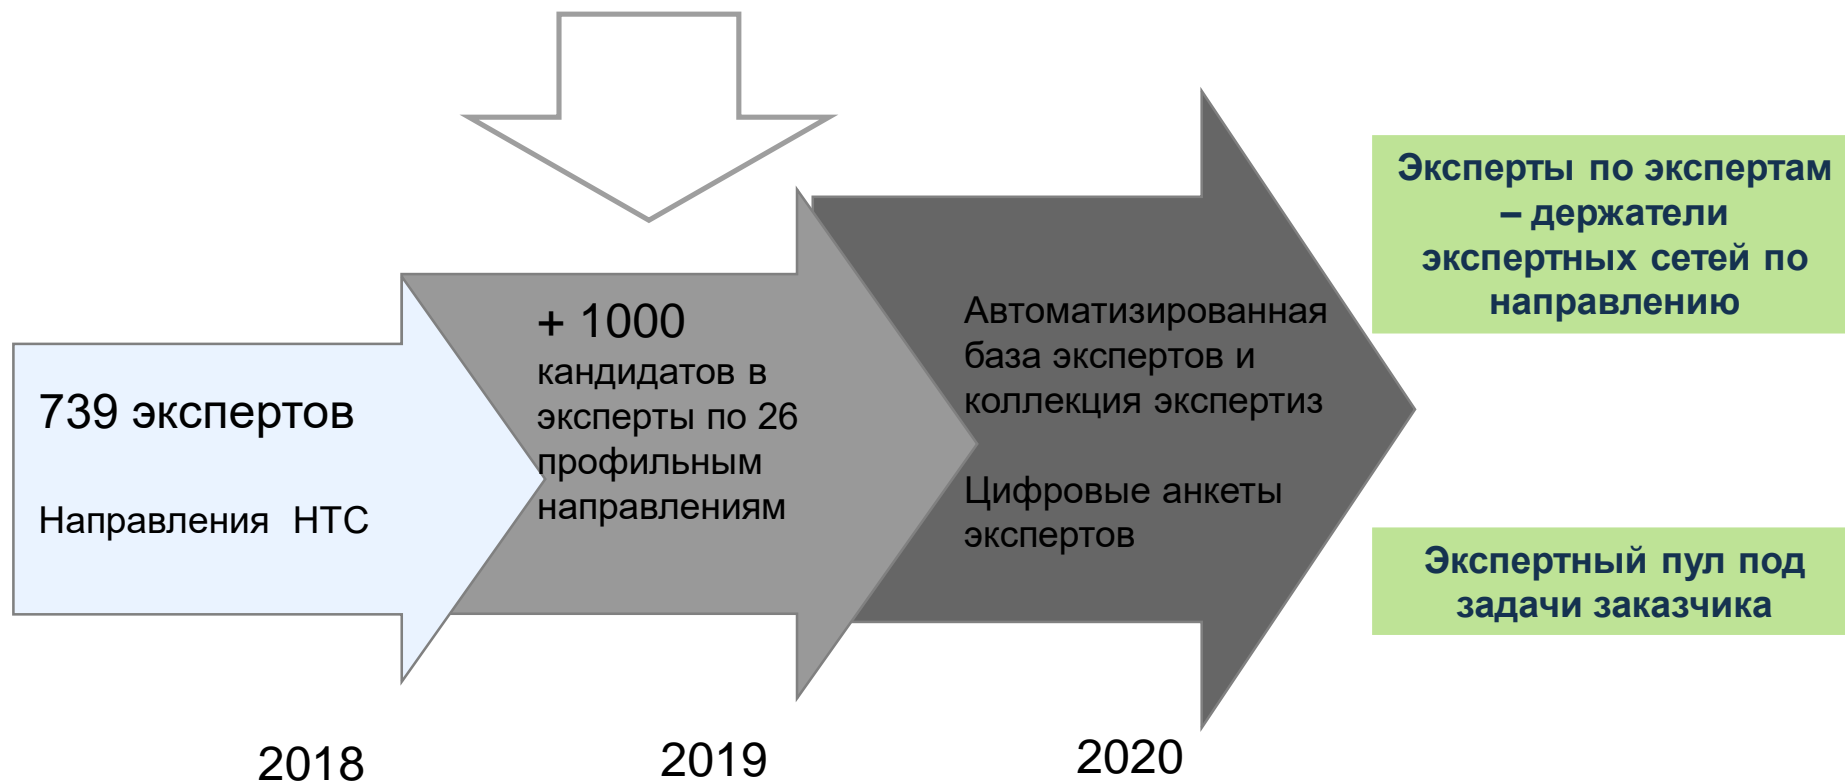 739 экспертов
Направления НТС
2018
+ 1000
кандидатов в
эксперты по 26
профильным
направлениям
2019
Автоматизированная
база экспертов и
коллекция экспертиз
Цифровые анкеты
экспертов
2020
Эксперты по экспертам
– держатели
экспертных сетей по
направлению
Экспертный пул под
задачи заказчика